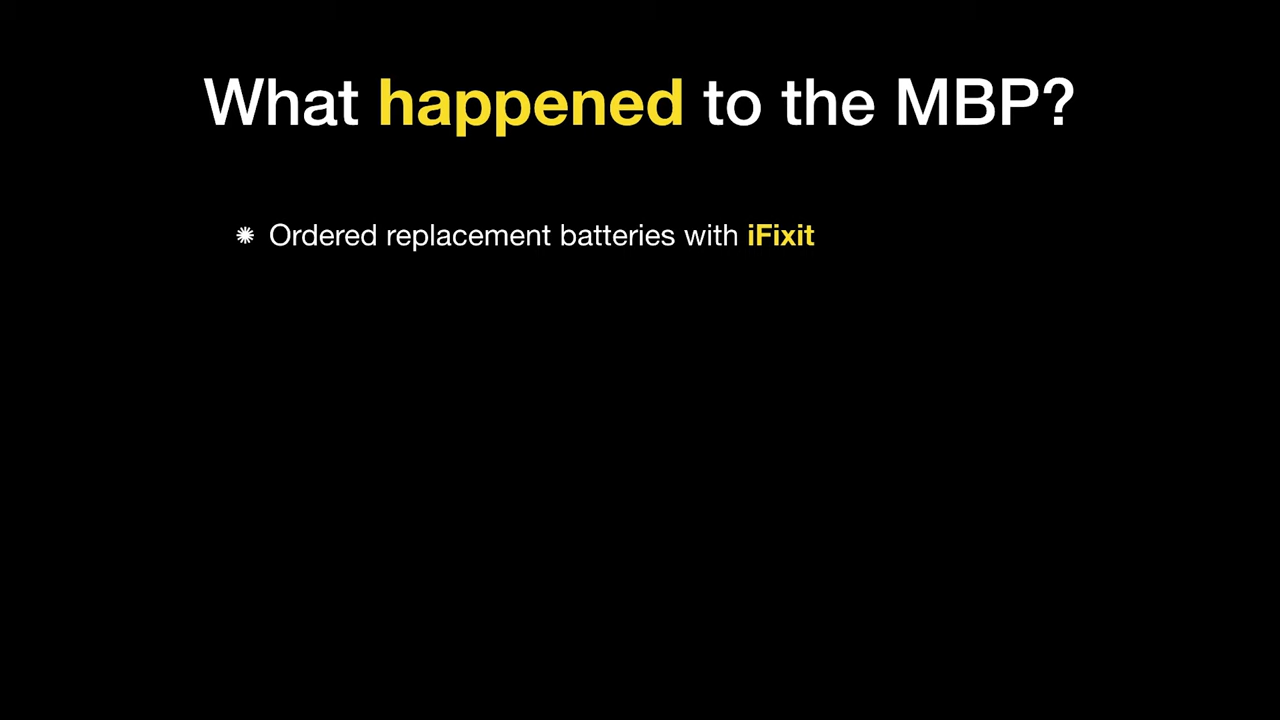 What happened to the MBP?
✺ Ordered replacement batteries with iFixit